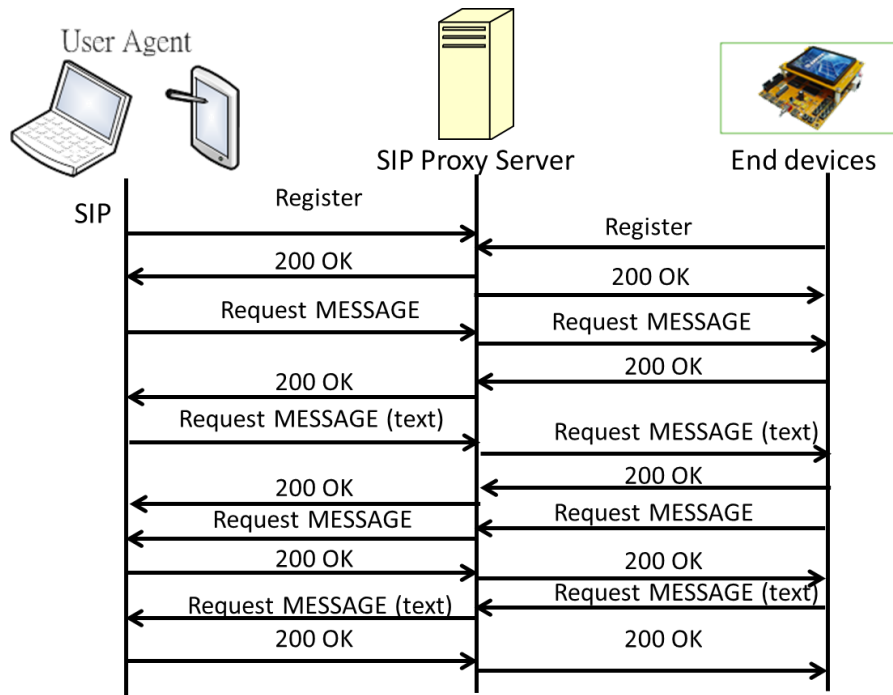 User Agent
SIP Proxy Server
End devices
SIP
Register
Register
200 OK
200 OK
Request MESSAGE
Request MESSAGE
200 OK
200 OK
Request MESSAGE (text)
Request MESSAGE (text)
200 OK
200 OK
Request MESSAGE
Request MESSAGE
200 OK
200 OK
Request MESSAGE (text)
Request MESSAGE (text)
200 OK
200 OK